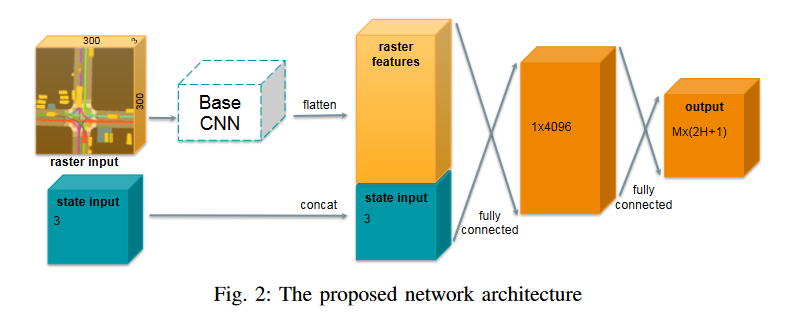 300
300
raster input
Base
CNN
flatten
raster
features
state input
3
concat
state input
3
fully
connected
1x4096
fully
connected
output
Mx(2H+1)
Fig. 2: The proposed network architecture